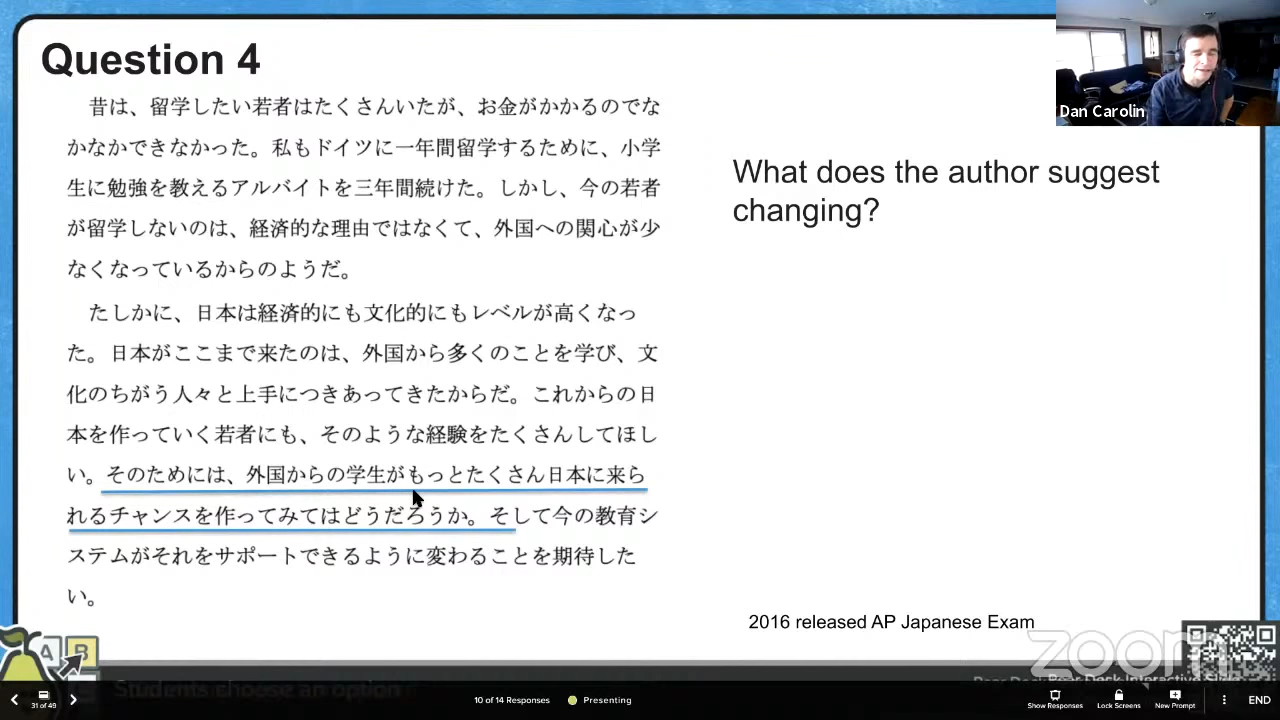 Question 4
昔は、留学したい若者はたくさんいたが、お金がかかるのでな
かなかできなかった。私もドイツに一年間留学するために、小学
生に勉強を教えるアルバイトを三年間続けた。しかし、今の若者
が留学しないのは、経済的な理由ではなくて、外国への関心が少
なくなっているからのようだ。
たしかに、日本は経済的にも文化的にもレベルが高くなっ
た。日本がここまで来たのは、外国から多くのことを学び、文
化のちがう人々と上手につきあってきたからだ。これからの日
本を作っていく若者にも、そのような経験をたくさんしてほし
い。そのためには、外国からの学生がもっとたくさん日本に来ら
れるチャンスを作ってみてはどうだろうか。そして今の教育シ
ステムがそれをサポートできるように変わることを期待した
い。
What does the author suggest
changing?
Dan Carolin
2016 released AP Japanese Exam
zoom
A B
Students choose an option
Pear Deck Interactive Slide
31 of 49
10 of 14 Responses
Presenting
Show Responses
Lock Screens
New Prompt
END